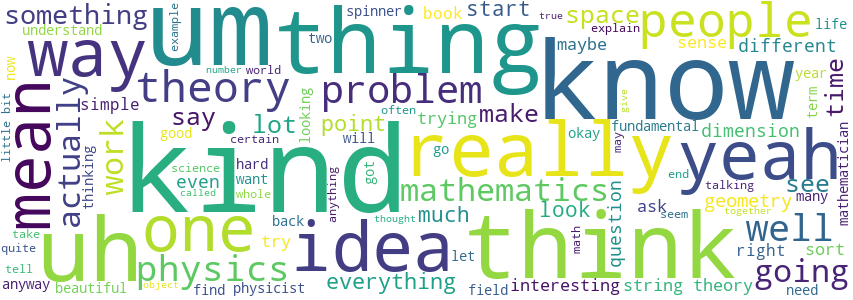 something
understand
example
um
thing
spinner
book
two
start
space
people
true
explain
life
now
way
theory
problem
know
maybe
sense
different
little bit
mean
actually
simple
say
number
world
lot
looking
point
often
trying
make
year
term
time
thinking
work
good
kind
will
got
really
go
okay
fundamental
may
give
dimension
yeah
mathematician
science
called
even
hard
want
whole
certain
anything
mathematics
think
end
talking
see
many
uh
one
idea
thought
much
look
question
ask
seem
geometry
together
well
take
quite
tell
anyway
beautiful
physics
object
back
try
find
physicist
everything
let
field
math
interesting
string theory
right
sort
need
going